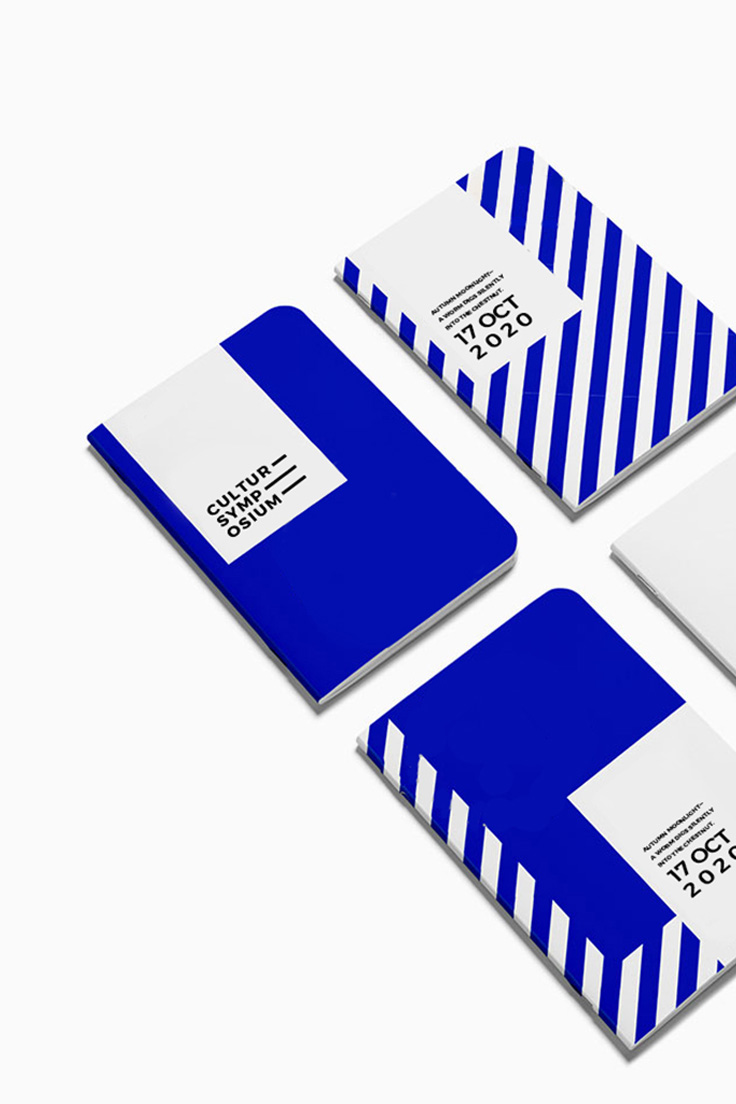 AUTUMN MOONLIGHT—
A WORM DIGS SILENTLY
INTO THE CHESTNUT.
17 OCT
2020
CULTUR
SYMP
OSIUM
AUTUMN MOONLIGHT—
A WORM DIGS SILENTLY
INTO THE CHESTNUT.
17 OCT
2020